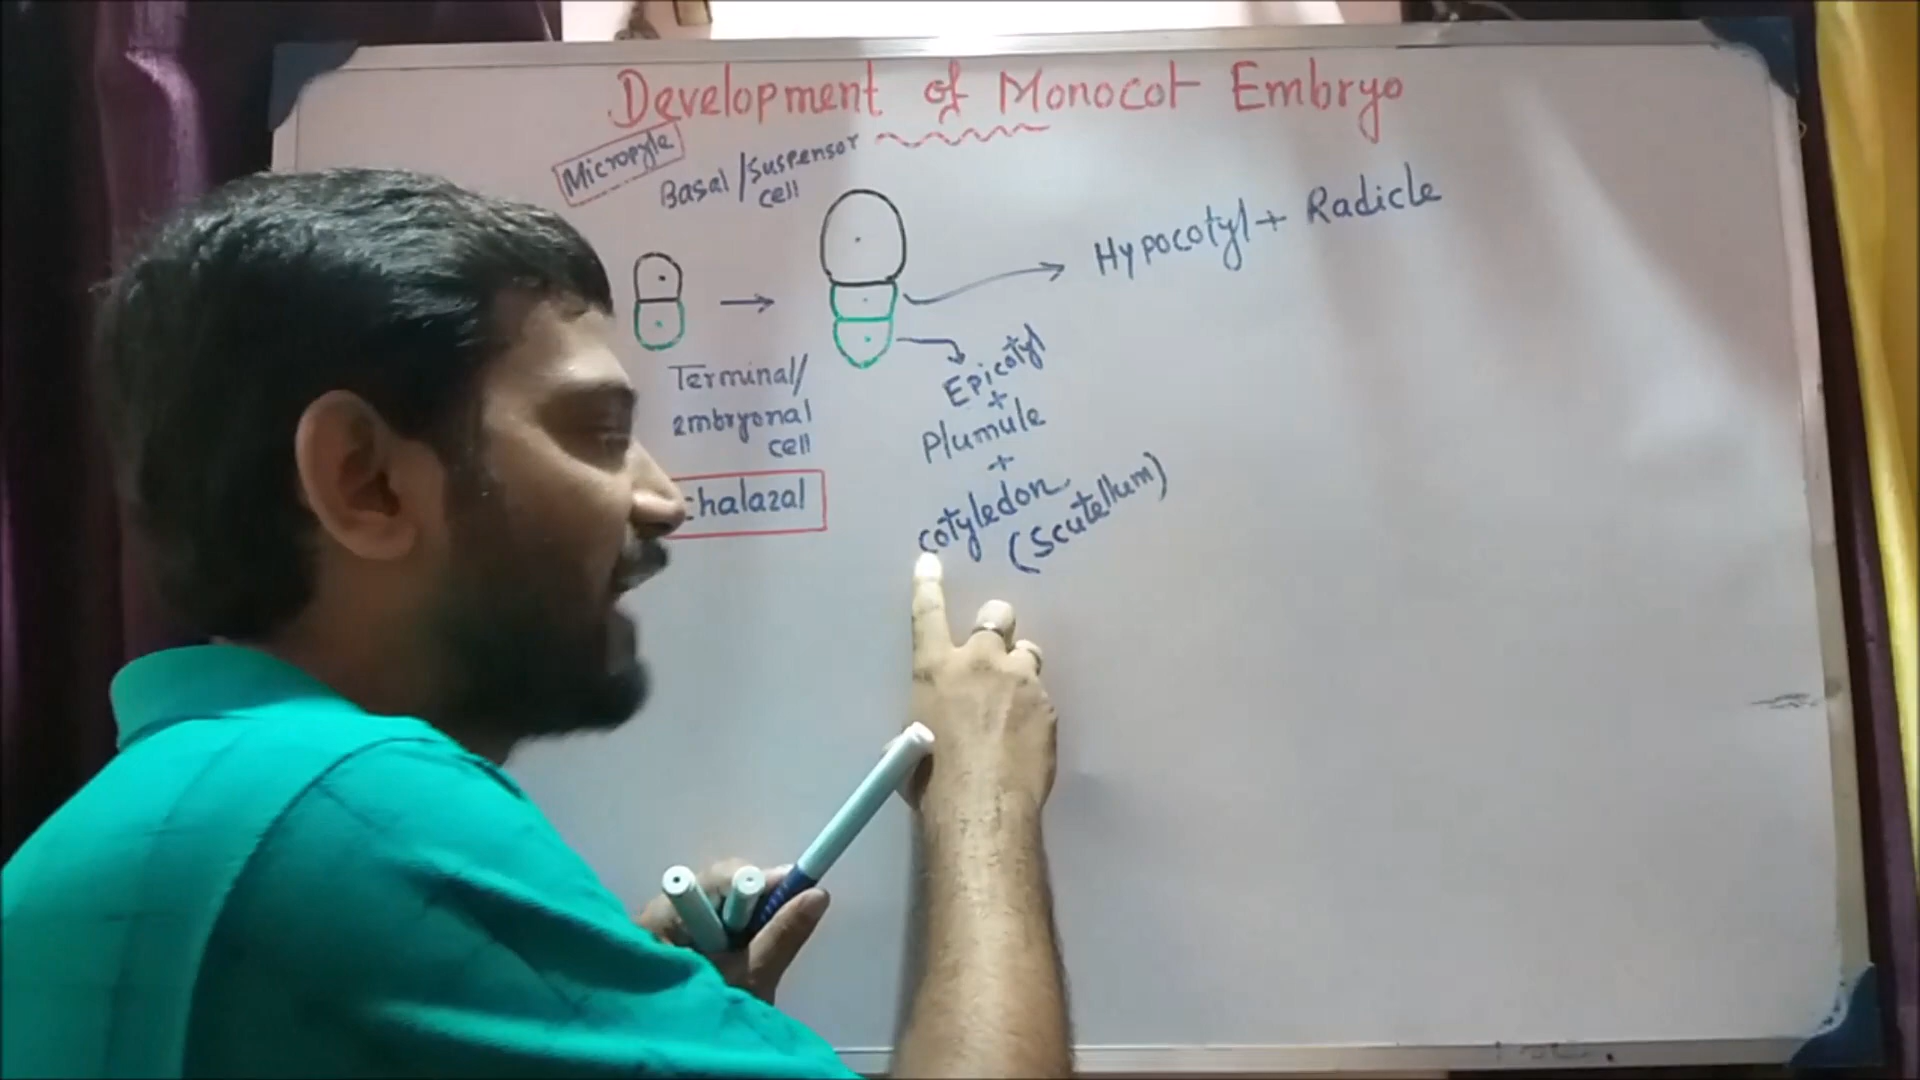 Development of Monocot Embryo
Micropyle
Basal/Suspensor
cell
Hypocotyl + Radicle
Terminal/
embryonal
cell
chalazal
Epicotyl
+
Plumule
+
cotyledon
(Scutellum)